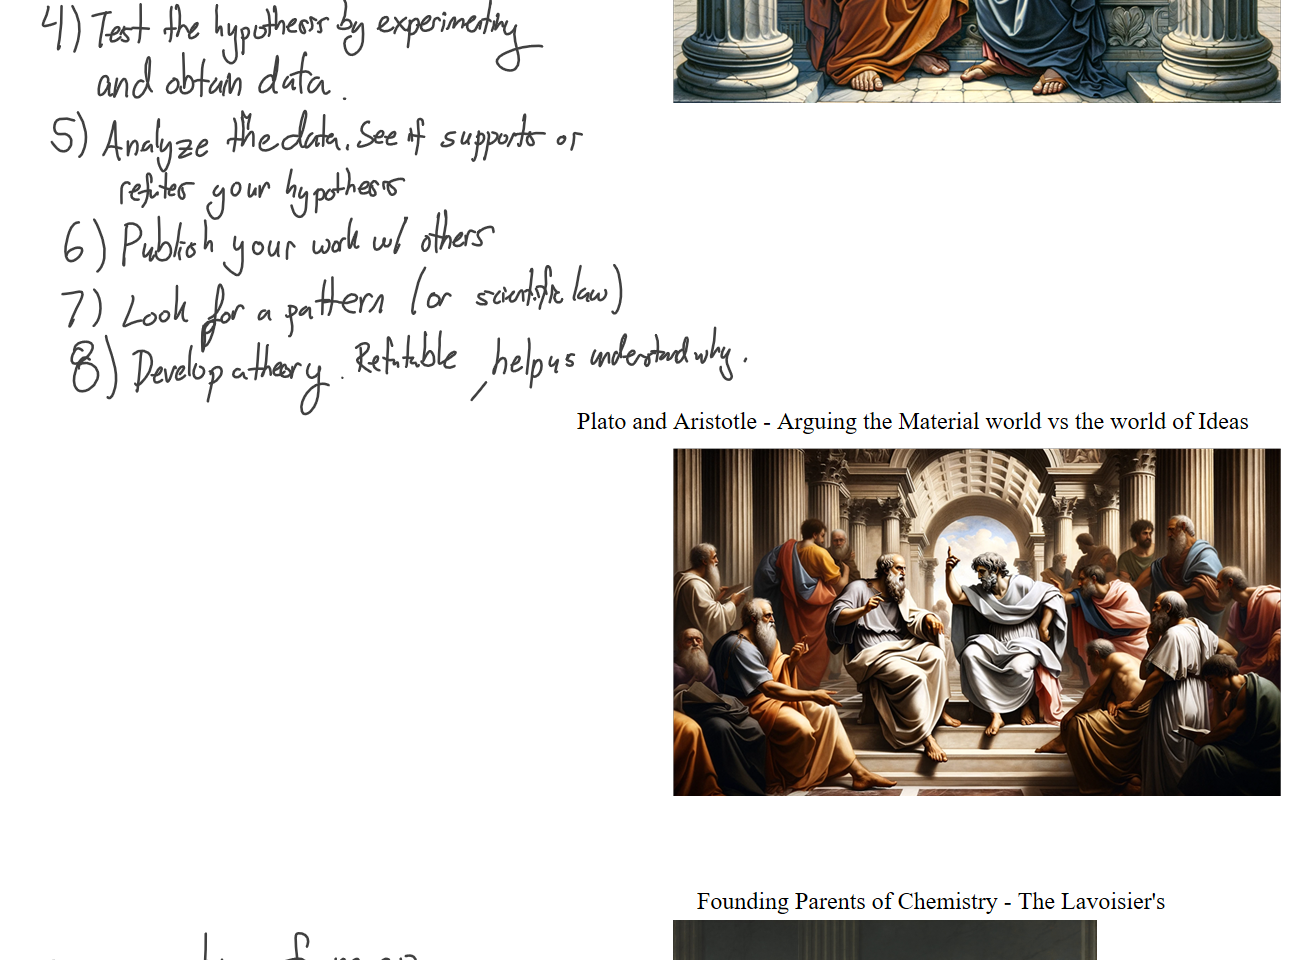 4) Test the hypothesis by experimenting
and obtain data.
5) Analyze the data. See if supports or
refutes your hypothesis
6) Publish your work w/ others
7) Look for a pattern (or scientific law)
8) Develop a theory. Refutable, helps us understand why.
Plato and Aristotle - Arguing the Material world vs the world of Ideas
Founding Parents of Chemistry - The Lavoisier's